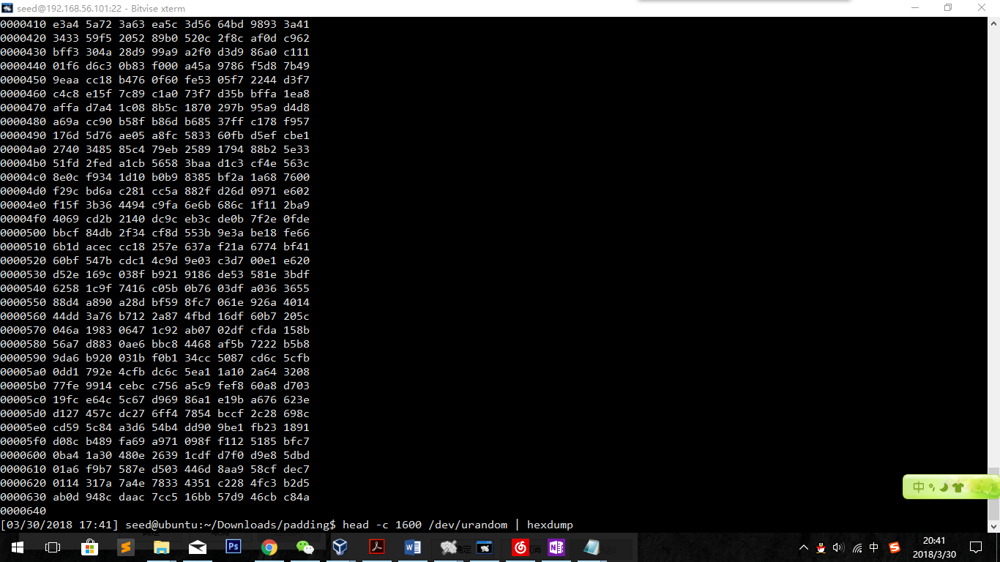 seed@192.168.56.101:22 - Bitvise xterm
0000410 e3a4 5a72 3a63 ea5c 3d56 64bd 9893 3a41
0000420 3433 59f5 2052 89b0 520c 2f8c af0d c962
0000430 bff3 304a 28d9 99a9 a2f0 d3d9 86a0 c111
0000440 01f6 d6c3 0b83 f000 a45a 9786 f5d8 7b49
0000450 9eaa cc18 b476 0f60 fe53 05f7 2244 d3f7
0000460 c4c8 e15f 7c89 c1a0 73f7 d35b bffa 1ea8
0000470 affa d7a4 1c08 8b5c 1870 297b 95a9 d4d8
0000480 a69a cc90 b58f b86d b685 37ff c178 f957
0000490 176d 5d76 ae05 a8fc 5833 60fb d5ef cbe1
00004a0 2740 3485 85c4 79eb 2589 1794 88b2 5e33
00004b0 51fd 2fed a1cb 5658 3baa d1c3 cf4e 563c
00004c0 8e0c f934 1d10 b0b9 8385 bf2a 1a68 7600
00004d0 f29c bd6a c281 cc5a 882f d26d 0971 e602
00004e0 f15f 3b36 4494 c9fa 6e6b 686c 1f11 2ba9
00004f0 4069 cd2b 2140 dc9c eb3c de0b 7f2e 0fde
0000500 bbcf 84db 2f34 cf8d 553b 9e3a be18 fe66
0000510 6b1d acec cc18 257e 637a f21a 6774 bf41
0000520 60bf 547b cdc1 4c9d 9e03 c3d7 00e1 e620
0000530 d52e 169c 038f b921 9186 de53 581e 3bdf
0000540 6258 1c9f 7416 c05b 0b76 03df a036 3655
0000550 88d4 a890 a28d bf59 8fc7 061e 926a 4014
0000560 44dd 3a76 b712 2a87 4fbd 16df 60b7 205c
0000570 046a 1983 0647 1c92 ab07 02df cfda 158b
0000580 56a7 d883 0ae6 bbc8 4468 af5b 7222 b5b8
0000590 9da6 b920 031b f0b1 34cc 5087 cd6c 5cfb
00005a0 0dd1 792e 4cfb dc6c 5ea1 1a10 2a64 3208
00005b0 77fe 9914 cebc c756 a5c9 fef8 60a8 d703
00005c0 19fc e64c 5c67 d969 86a1 e19b a676 623e
00005d0 d127 457c dc27 6ff4 7854 bccf 2c28 698c
00005e0 cd59 5c84 a3d6 54b4 dd90 9be1 fb23 1891
00005f0 d08c b489 fa69 a971 098f f112 5185 bfc7
0000600 0ba4 1a30 480e 2639 1cdf d7f0 d9e8 5dbd
0000610 01a6 f9b7 587e d503 446d 8aa9 58cf dec7
0000620 0114 317a 7a4e 7833 4351 c228 4fc3 b2d5
0000630 ab0d 948c daac 7cc5 16bb 57d9 46cb c84a
0000640
[03/30/2018 17:41] seed@ubuntu:~/Downloads/padding$ head -c 1600 /dev/urandom | hexdump
中
Ps
中
20:41
2018/3/30